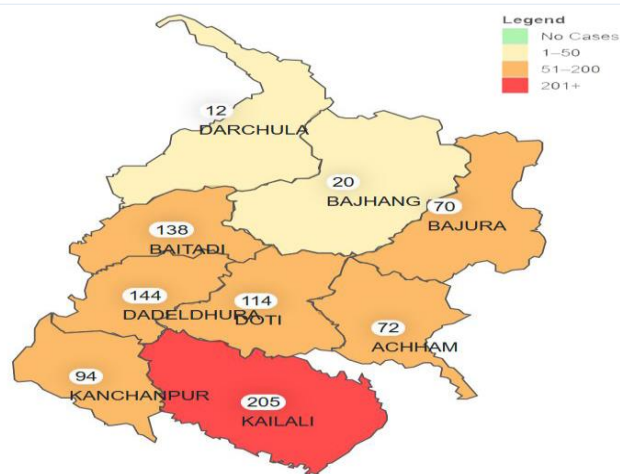 Legend
No Cases
1–50
51–200
201+
12
DARCHULA
20
BAJHANG
70
BAJURA
138
BAITADI
144
DADELDHURA
114
DOTI
72
ACHHAM
94
KANCHANPUR
205
KAILALI